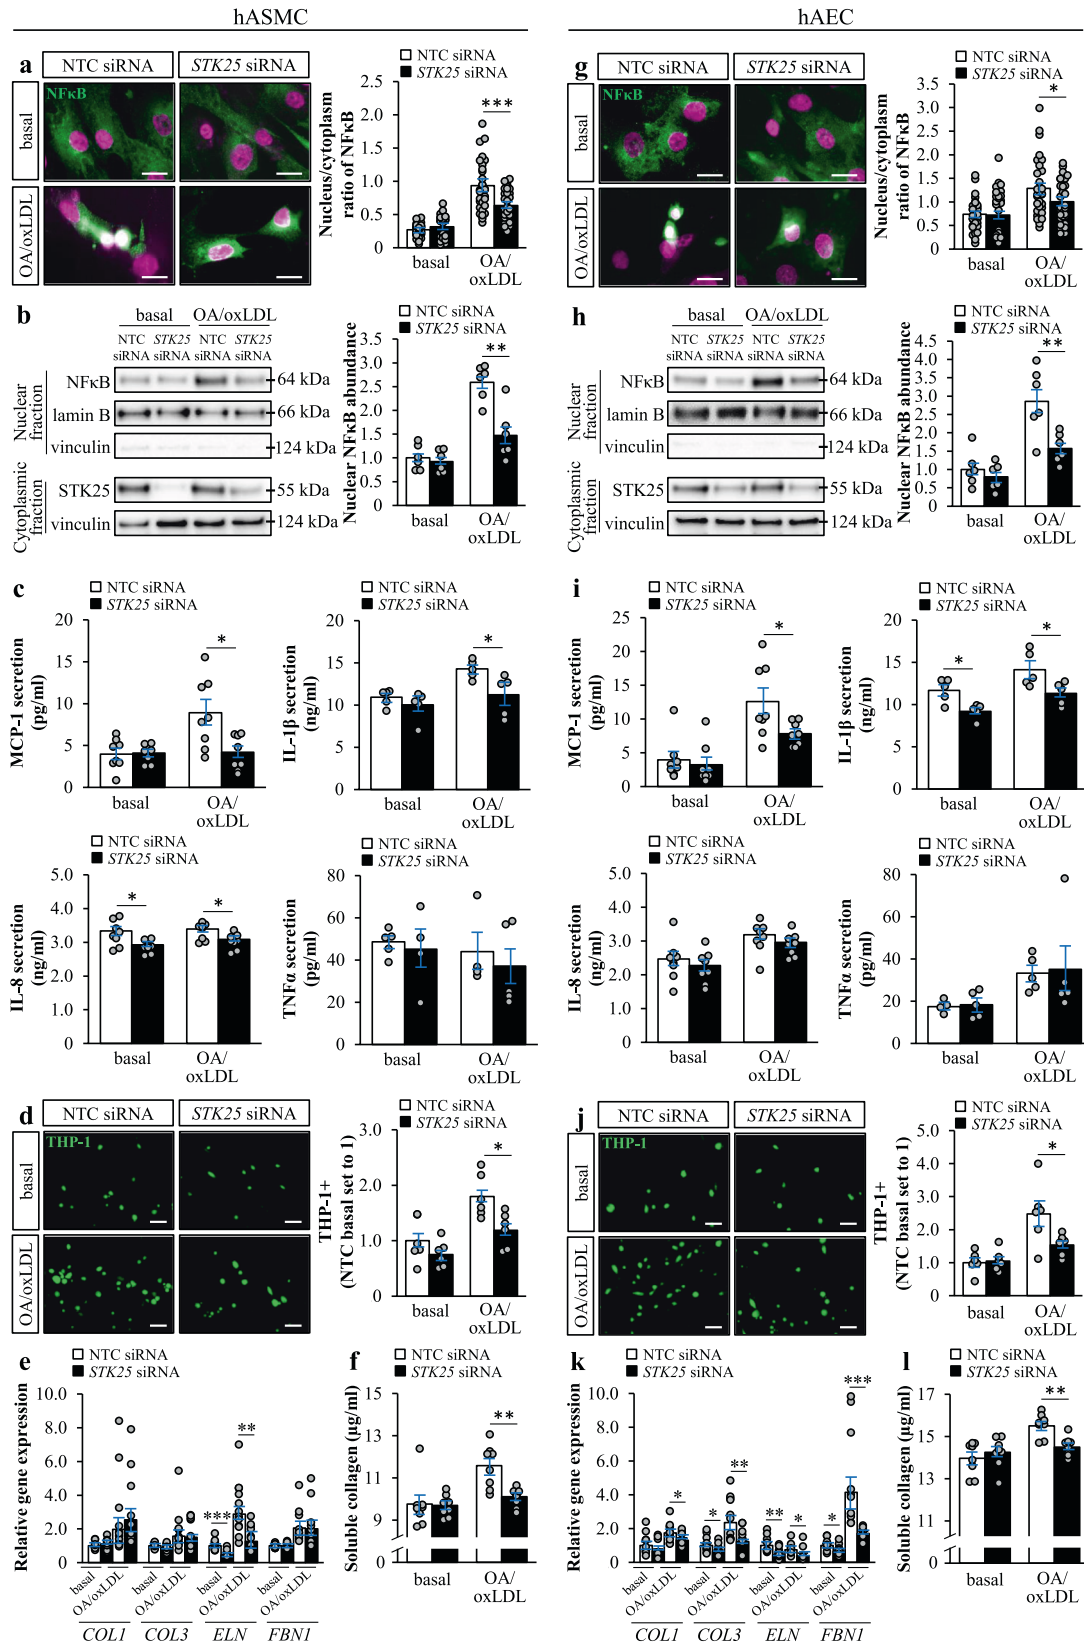 hASMC
a
NTC siRNA
STK25 siRNA
NFκB
basal
OA/oxLDL
NTC siRNA
STK25 siRNA
Nucleus/cytoplasm
ratio of NFκB
2.5
2.0
1.5
1.0
0.5
0
***
basal
OA/
oxLDL
b
basal
OA/oxLDL
NTC
siRNA
STK25
siRNA
NTC
siRNA
STK25
siRNA
Nuclear
fraction
NFκB
64 kDa
lamin B
66 kDa
vinculin
124 kDa
Cytoplasmic
fraction
STK25
55 kDa
vinculin
124 kDa
Nuclear NFκB abundance
3.5
3.0
2.5
2.0
1.5
1.0
0.5
0
**
basal
OA/
oxLDL
c
NTC siRNA
STK25 siRNA
MCP-1 secretion
(pg/ml)
20
15
10
5
0
*
basal
OA/
oxLDL
NTC siRNA
STK25 siRNA
IL-1β secretion
(ng/ml)
20
15
10
5
0
*
basal
OA/
oxLDL
NTC siRNA
STK25 siRNA
IL-8 secretion
(ng/ml)
5.0
4.0
3.0
2.0
1.0
0
*
*
basal
OA/
oxLDL
NTC siRNA
STK25 siRNA
TNFα secretion
(pg/ml)
80
60
40
20
0
basal
OA/
oxLDL
d
NTC siRNA
STK25 siRNA
THP-1
basal
OA/oxLDL
NTC siRNA
STK25 siRNA
THP-1+
(NTC basal set to 1)
3.0
2.0
1.0
0
*
basal
OA/
oxLDL
e
NTC siRNA
STK25 siRNA
Relative gene expression
10.0
8.0
6.0
4.0
2.0
0
***
**
basal
OA/oxLDL
basal
OA/oxLDL
basal
OA/oxLDL
basal
OA/oxLDL
COL1
COL3
ELN
FBN1
f
NTC siRNA
STK25 siRNA
Soluble collagen (µg/ml)
15
13
11
9
0
**
basal
OA/
oxLDL
hAEC
g
NTC siRNA
STK25 siRNA
NFκB
basal
OA/oxLDL
NTC siRNA
STK25 siRNA
Nucleus/cytoplasm
ratio of NFκB
3.5
3.0
2.5
2.0
1.5
1.0
0.5
0
*
basal
OA/
oxLDL
h
basal
OA/oxLDL
NTC
siRNA
STK25
siRNA
NTC
siRNA
STK25
siRNA
Nuclear
fraction
NFκB
64 kDa
lamin B
66 kDa
vinculin
124 kDa
Cytoplasmic
fraction
STK25
55 kDa
vinculin
124 kDa
Nuclear NFκB abundance
4.5
4.0
3.5
3.0
2.5
2.0
1.5
1.0
0.5
0
**
basal
OA/
oxLDL
i
NTC siRNA
STK25 siRNA
MCP-1 secretion
(pg/ml)
25
20
15
10
5
0
*
basal
OA/
oxLDL
NTC siRNA
STK25 siRNA
IL-1β secretion
(ng/ml)
20
15
10
5
0
*
*
basal
OA/
oxLDL
NTC siRNA
STK25 siRNA
IL-8 secretion
(ng/ml)
5.0
4.0
3.0
2.0
1.0
0
basal
OA/
oxLDL
NTC siRNA
STK25 siRNA
TNFα secretion
(pg/ml)
80
60
40
20
0
basal
OA/
oxLDL
j
NTC siRNA
STK25 siRNA
THP-1
basal
OA/oxLDL
NTC siRNA
STK25 siRNA
THP-1+
(NTC basal set to 1)
5.0
4.0
3.0
2.0
1.0
0
*
basal
OA/
oxLDL
k
NTC siRNA
STK25 siRNA
Relative gene expression
10.0
8.0
6.0
4.0
2.0
0
*
*
**
**
*
*
***
basal
OA/oxLDL
basal
OA/oxLDL
basal
OA/oxLDL
basal
OA/oxLDL
COL1
COL3
ELN
FBN1
l
NTC siRNA
STK25 siRNA
Soluble collagen (µg/ml)
17
15
13
0
**
basal
OA/
oxLDL